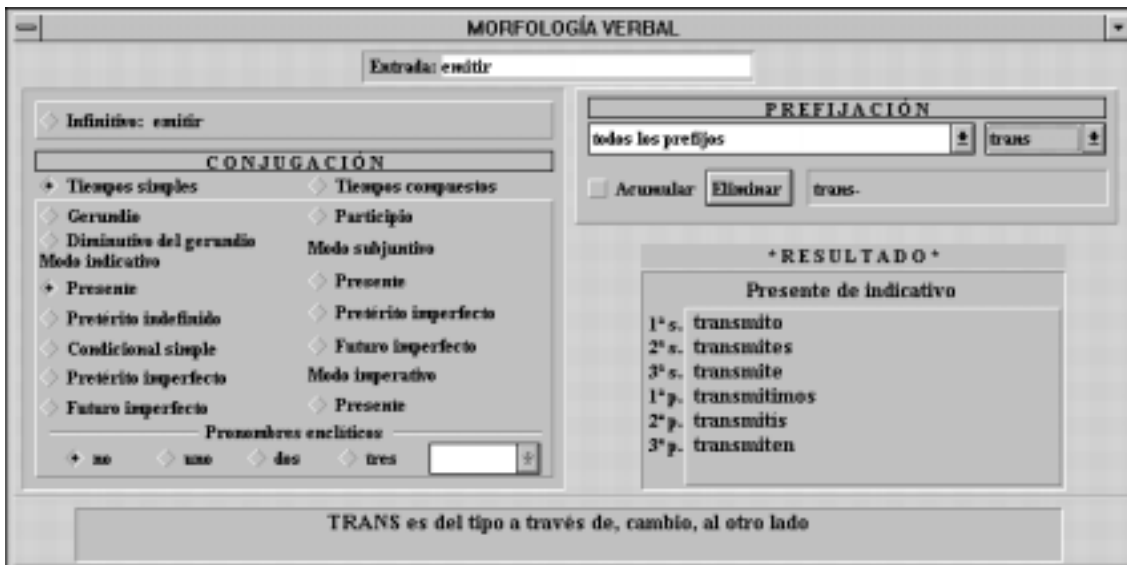 MORFOLOGÍA VERBAL
Entrada: emitir
Infinitivo: emitir
CONJUGACIÓN
Tiempos simples
Tiempos compuestos
Gerundio
Participio
Diminutivo del gerundio
Modo indicativo
Modo subjuntivo
Presente
Presente
Pretérito indefinido
Pretérito imperfecto
Condicional simple
Futuro imperfecto
Pretérito imperfecto
Modo imperativo
Futuro imperfecto
Presente
Pronombres enclíticos
no uno dos tres
PREFIJACIÓN
todos los prefijos trans
Acumular Eliminar trans-
*RESULTADO*
Presente de indicativo
1ª s. transmito
2ª s. transmites
3ª s. transmite
1ª p. transmitimos
2ª p. transmitís
3ª p. transmiten
TRANS es del tipo a través de, cambio, al otro lado